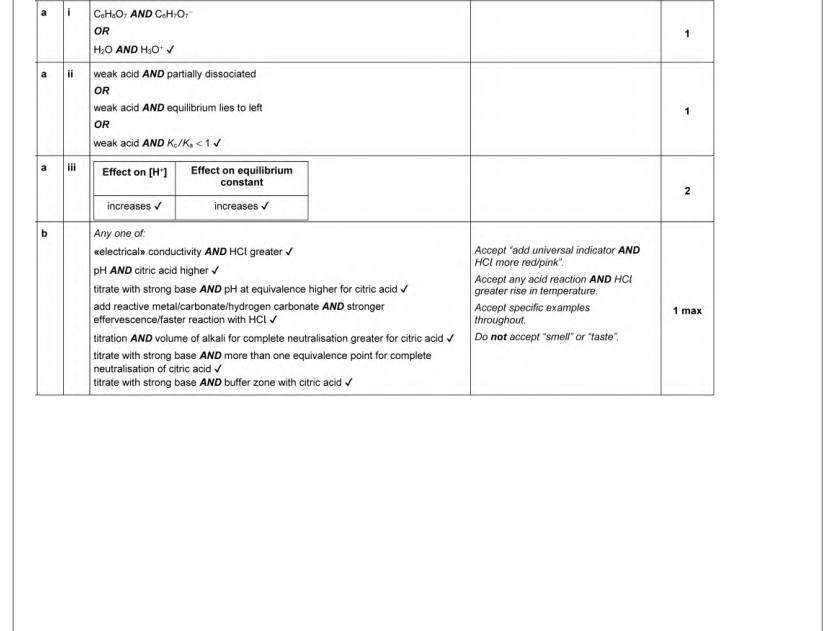 a i C₆H₈O₇ AND C₆H₇O₇⁻
OR
H₂O AND H₃O⁺ ✓
1
a ii weak acid AND partially dissociated
OR
weak acid AND equilibrium lies to left
OR
weak acid AND Kc/Ka < 1 ✓
1
a iii
Effect on [H⁺] Effect on equilibrium
constant
increases ✓ increases ✓
2
b Any one of:
«electrical» conductivity AND HCl greater ✓
pH AND citric acid higher ✓
titrate with strong base AND pH at equivalence higher for citric acid ✓
add reactive metal/carbonate/hydrogen carbonate AND stronger
effervescence/faster reaction with HCl ✓
titration AND volume of alkali for complete neutralisation greater for citric acid ✓
titrate with strong base AND more than one equivalence point for complete
neutralisation of citric acid ✓
titrate with strong base AND buffer zone with citric acid ✓
Accept “add universal indicator AND
HCl more red/pink”.
Accept any acid reaction AND HCl
greater rise in temperature.
Accept specific examples
throughout.
Do not accept “smell” or “taste”.
1 max